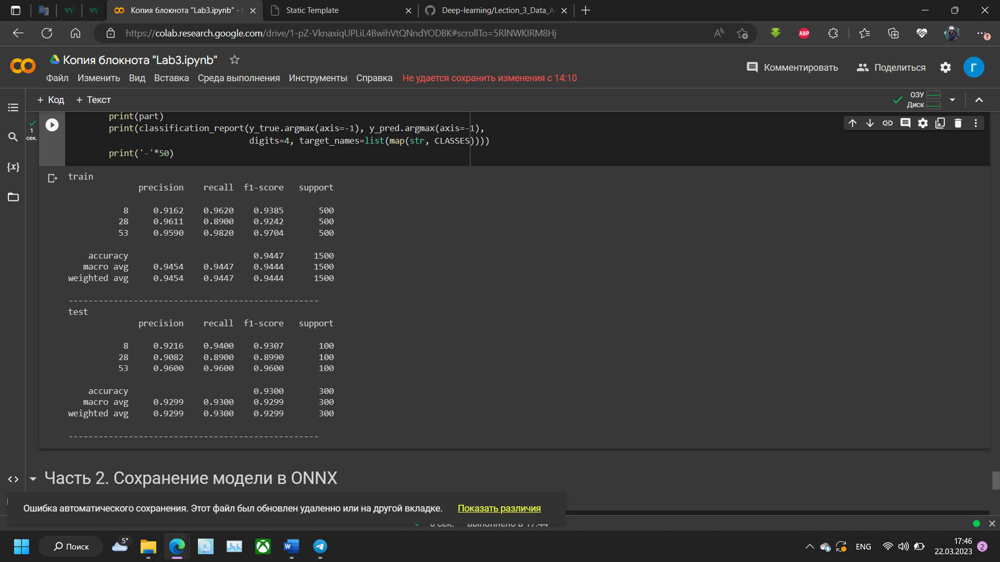 Копия блокнота "Lab3.ipynb" -
Static Template
Deep-learning/Lection_3_Data_A
https://colab.research.google.com/drive/1-pZ-VknaxiqUPLiL4BwihVtQNndYODBK#scrollTo=5RlNWKlRM8Hj
ABP
Копия блокнота "Lab3.ipynb"
Комментировать
Поделиться
Г
Файл Изменить Вид Вставка Среда выполнения Инструменты Справка Не удается сохранить изменения с 14:10
+ Код + Текст
ОЗУ
Диск
1
сек.
{x}
print(part)
print(classification_report(y_true.argmax(axis=-1), y_pred.argmax(axis=-1),
digits=4, target_names=list(map(str, CLASSES))))
print('-'*50)
train
precision recall f1-score support
8 0.9162 0.9620 0.9385 500
28 0.9611 0.8900 0.9242 500
53 0.9590 0.9820 0.9704 500
accuracy 0.9447 1500
macro avg 0.9454 0.9447 0.9444 1500
weighted avg 0.9454 0.9447 0.9444 1500
--------------------------------------------------
test
precision recall f1-score support
8 0.9216 0.9400 0.9307 100
28 0.9082 0.8900 0.8990 100
53 0.9600 0.9600 0.9600 100
accuracy 0.9300 300
macro avg 0.9299 0.9300 0.9299 300
weighted avg 0.9299 0.9300 0.9299 300
--------------------------------------------------
Часть 2. Сохранение модели в ONNX
Ошибка автоматического сохранения. Этот файл был обновлен удаленно или на другой вкладке. Показать различия
0 сек. выполнено в 17:44
Поиск
5°
ENG
17:46
22.03.2023
2